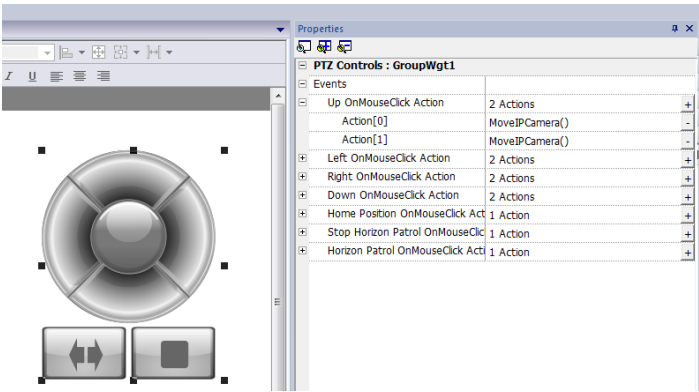 Properties
PTZ Controls : GroupWgt1
I U
Events
Up OnMouseClick Action 2 Actions +
Action[0] MoveIPCamera() -
Action[1] MoveIPCamera() -
Left OnMouseClick Action 2 Actions +
Right OnMouseClick Action 2 Actions +
Down OnMouseClick Action 2 Actions +
Home Position OnMouseClick Act 1 Action +
Stop Horizon Patrol OnMouseClic 1 Action +
Horizon Patrol OnMouseClick Acti 1 Action +